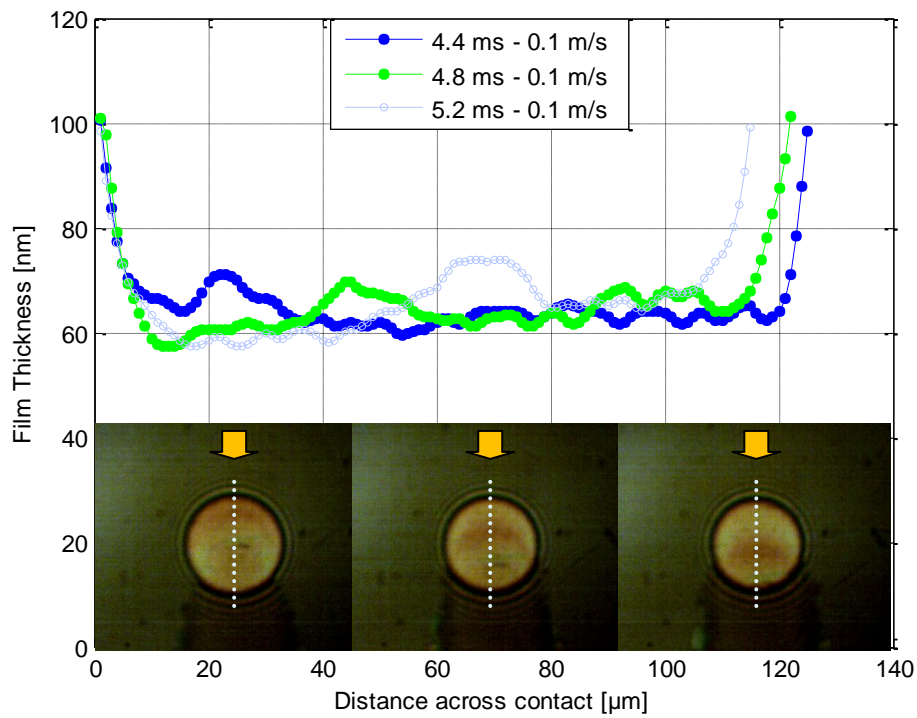 4.4 ms - 0.1 m/s
4.8 ms - 0.1 m/s
5.2 ms - 0.1 m/s
120
100
80
60
40
20
0
Film Thickness [nm]
0 20 40 60 80 100 120 140
Distance across contact [µm]